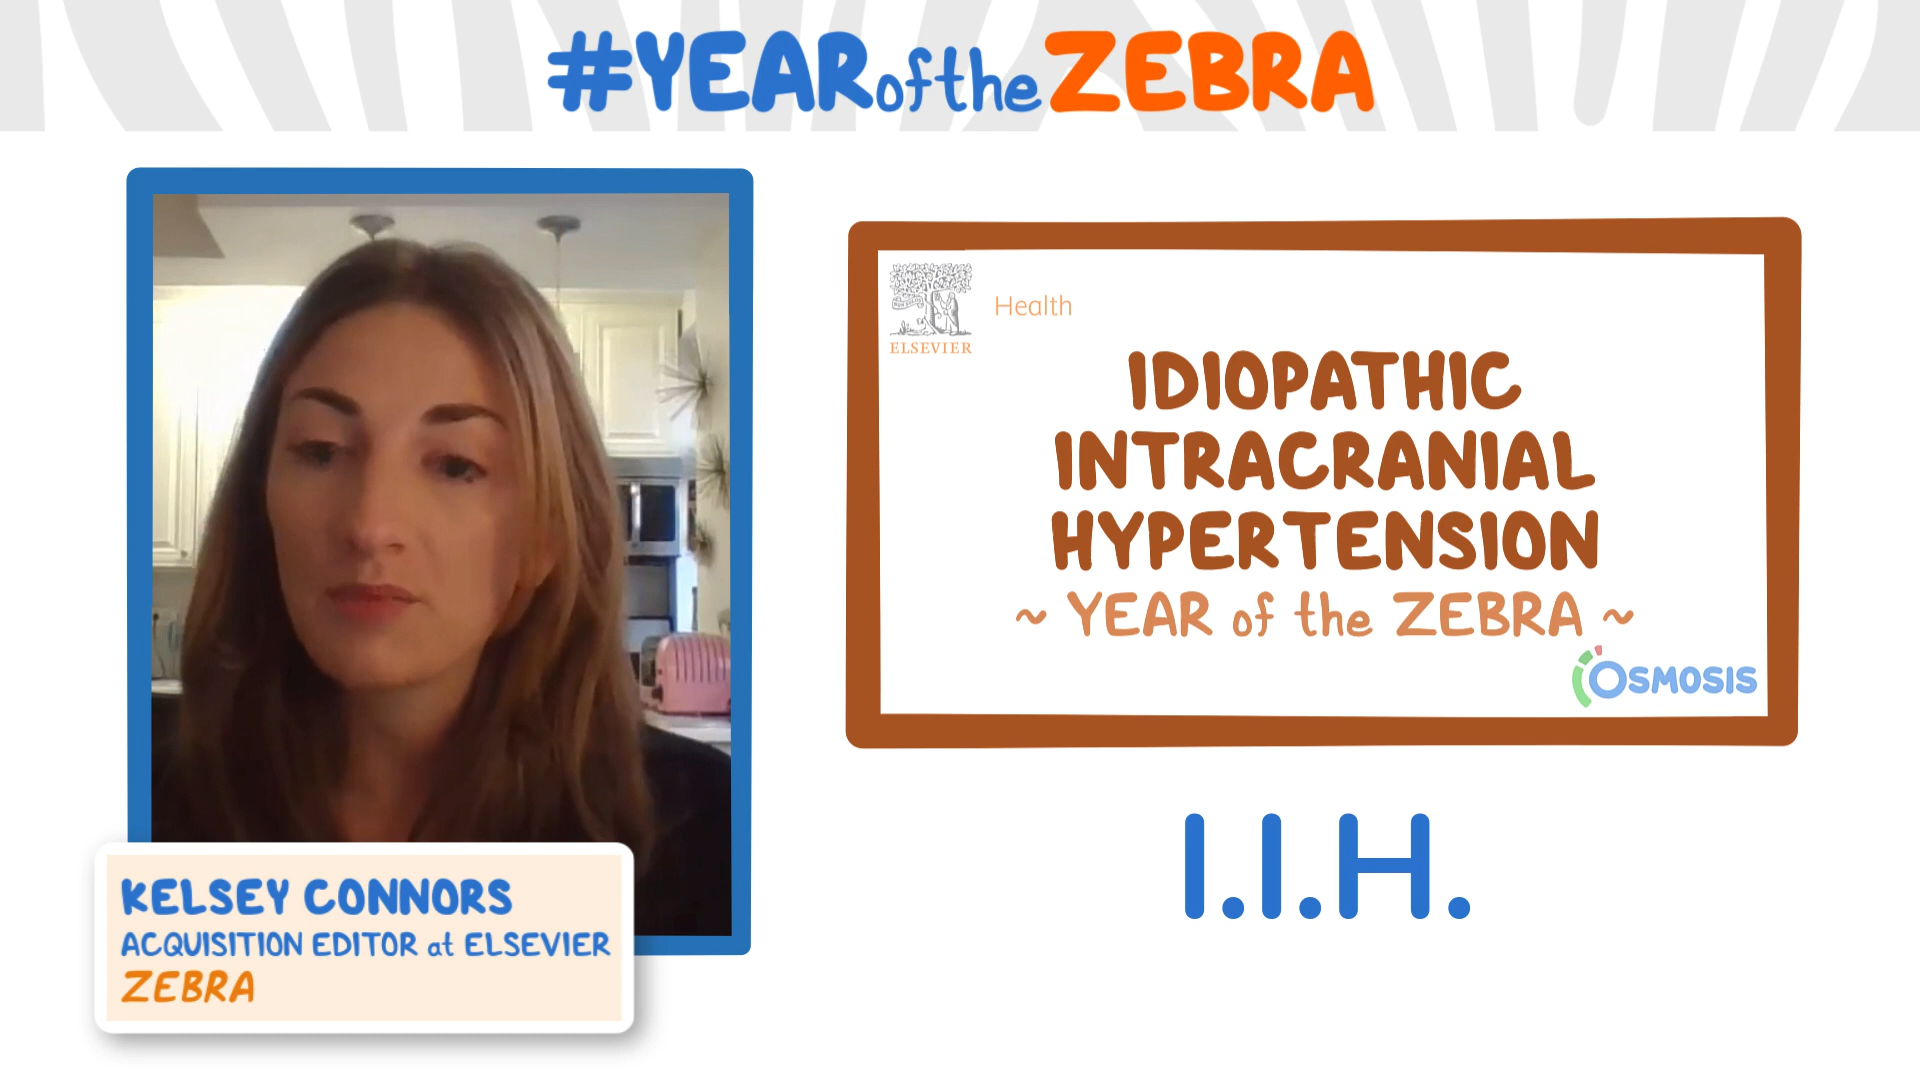 #YEARoftheZEBRA
ELSEVIER
Health
IDIOPATHIC
INTRACRANIAL
HYPERTENSION
~ YEAR of the ZEBRA ~
OSMOSIS
I.I.H.
KELSEY CONNORS
ACQUISITION EDITOR at ELSEVIER
ZEBRA